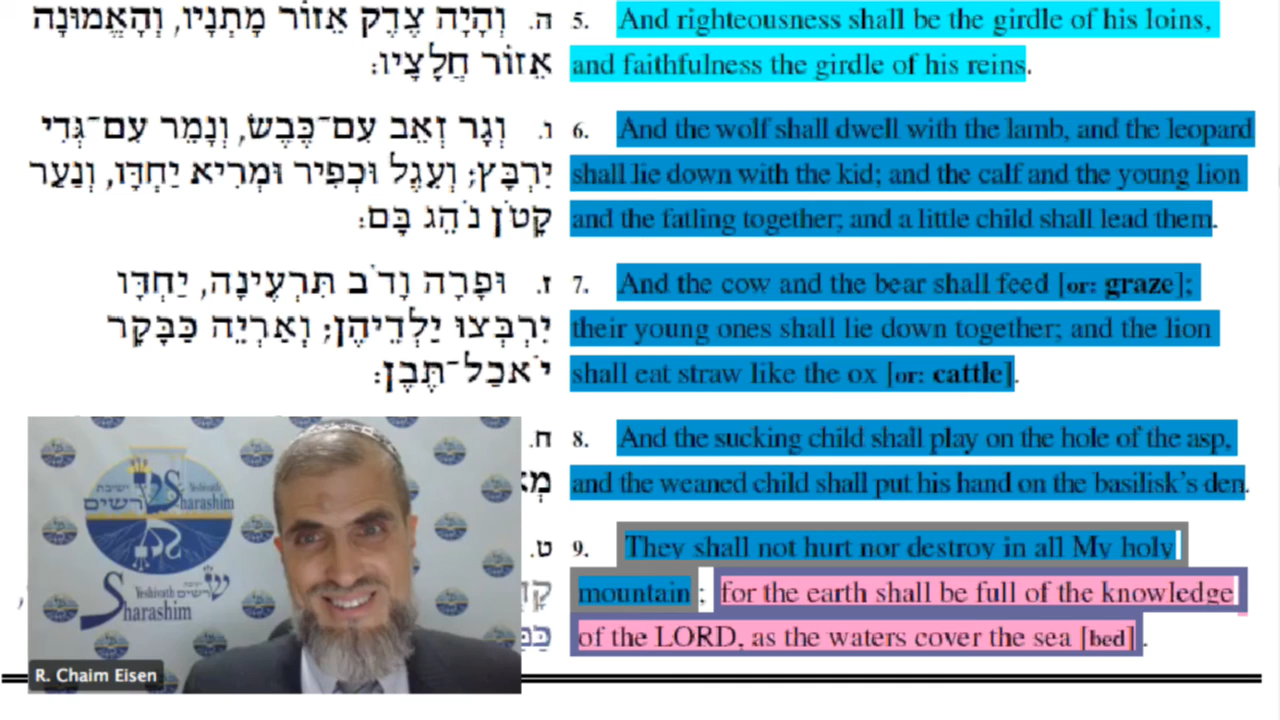 ה. וְהָיָה צֶדֶק אֵזוֹר מָתְנָיו, וְהָאֱמוּנָה
אֵזוֹר חֲלָצָיו:
5. And righteousness shall be the girdle of his loins,
and faithfulness the girdle of his reins.
ו. וְגָר זְאֵב עִם־כֶּבֶשׂ, וְנָמֵר עִם־גְּדִי
יִרְבָּץ; וְעֵגֶל וּכְפִיר וּמְרִיא יַחְדָּו, וְנַעַר
קָטֹן נֹהֵג בָּם:
6. And the wolf shall dwell with the lamb, and the leopard
shall lie down with the kid; and the calf and the young lion
and the fatling together; and a little child shall lead them.
ז. וּפָרָה וָדֹב תִּרְעֶינָה, יַחְדָּו
יִרְבְּצוּ יַלְדֵיהֶן; וְאַרְיֵה כַּבָּקָר
יֹאכַל־תֶּבֶן:
7. And the cow and the bear shall feed [or: graze];
their young ones shall lie down together; and the lion
shall eat straw like the ox [or: cattle].
ח.
8. And the sucking child shall play on the hole of the asp,
and the weaned child shall put his hand on the basilisk's den.
ט.
9. They shall not hurt nor destroy in all My holy
mountain; for the earth shall be full of the knowledge
of the LORD, as the waters cover the sea [bed].
ישיבת שרשים
Yeshivath Sharashim
Yeshivath ישיבת שרשים
Sharashim
R. Chaim Eisen